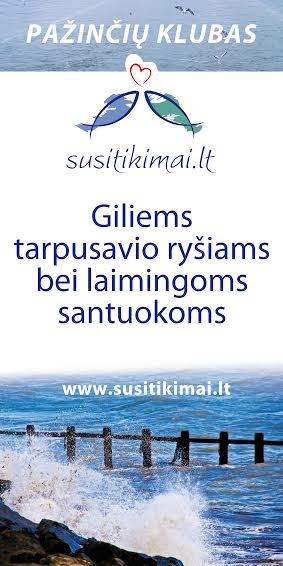 PAŽINČIŲ KLUBAS
susitikimai.lt
Giliems
tarpusavio ryšiams
bei laimingoms
santuokoms
www.susitikimai.lt